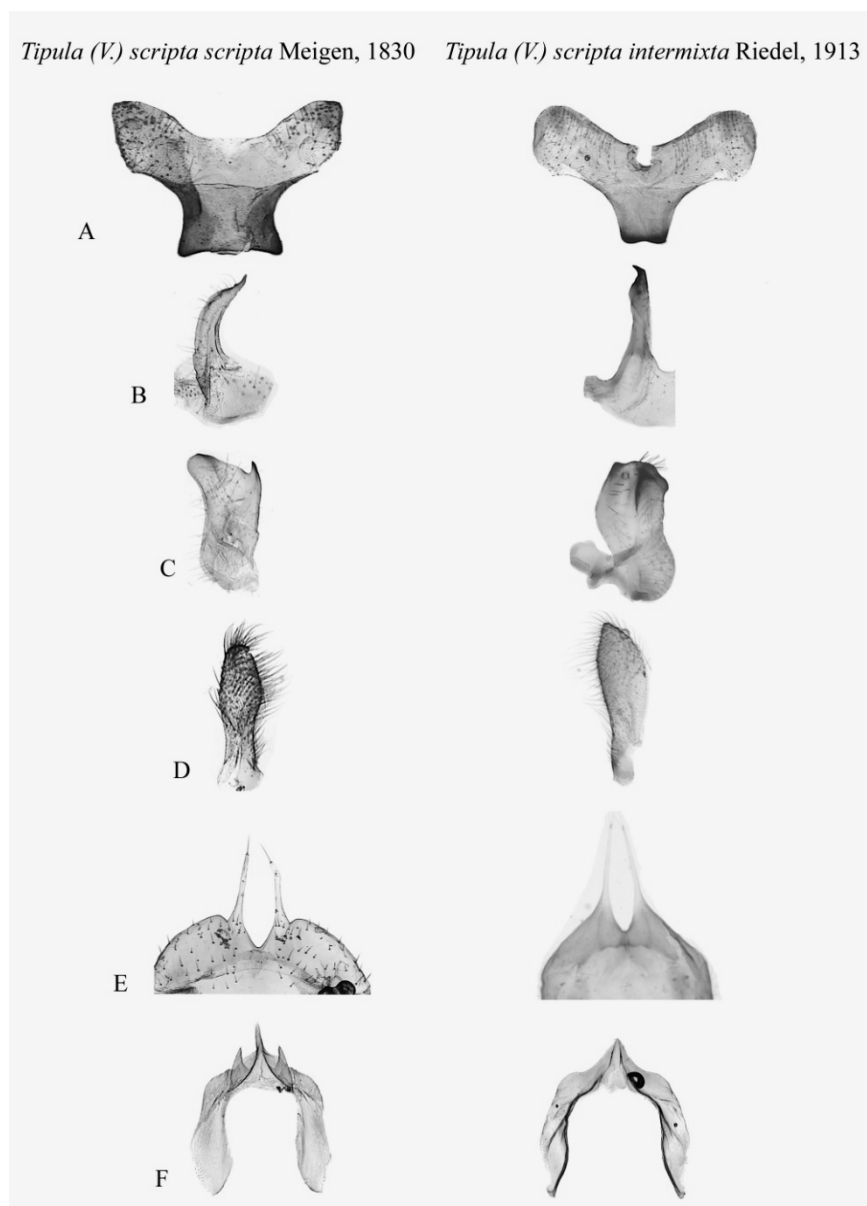 Tipula (V.) scripta scripta Meigen, 1830 Tipula (V.) scripta intermixta Riedel, 1913
A
B
C
D
E
F